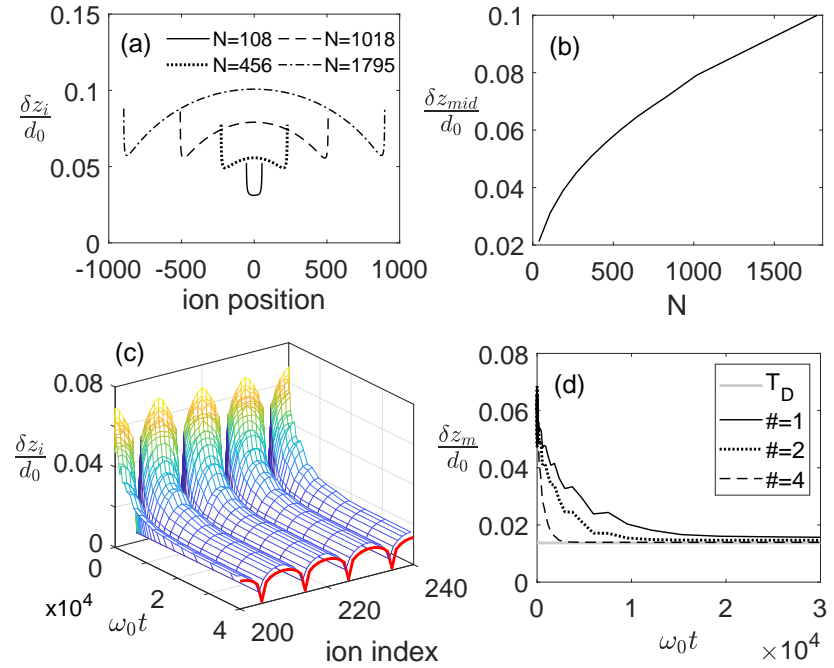 (a)
N=108 N=1018
N=456 N=1795
0.15
0.1
0.05
0
δz_i/d_0
-1000 -500 0 500 1000
ion position
(b)
0.1
0.08
0.06
0.04
0.02
δz_mid/d_0
0 500 1000 1500
N
(c)
0.08
0.04
0
δz_i/d_0
0
2
4
x10^4
ω_0t
200
220
240
ion index
(d)
0.08
0.06
0.04
0.02
0
δz_m/d_0
T_D
#=1
#=2
#=4
0 1 2 3
ω_0t
× 10^4